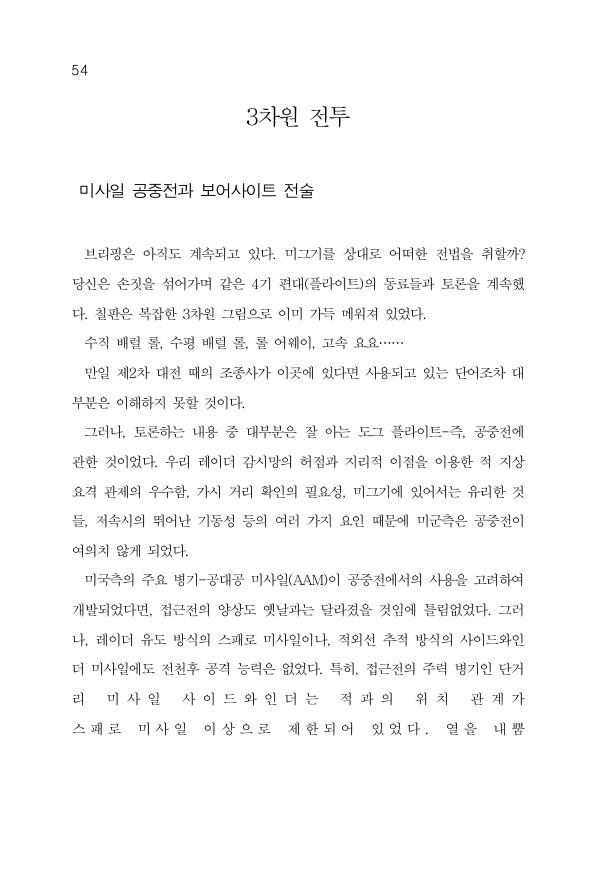 54
3차원 전투
미사일 공중전과 보어사이트 전술
브리핑은 아직도 계속되고 있다. 미그기를 상대로 어떠한 전법을 취할까?
당신은 손짓을 섞어가며 같은 4기 편대(플라이트)의 동료들과 토론을 계속했
다. 칠판은 복잡한 3차원 그림으로 이미 가득 메워져 있었다.
수직 배럴 롤, 수평 배럴 롤, 롤 어웨이, 고속 요요……
만일 제2차 대전 때의 조종사가 이곳에 있다면 사용되고 있는 단어조차 대
부분은 이해하지 못할 것이다.
그러나, 토론하는 내용 중 대부분은 잘 아는 도그 플라이트-즉, 공중전에
관한 것이었다. 우리 레이더 감시망의 허점과 지리적 이점을 이용한 적 지상
요격 관제의 우수함, 가시 거리 확인의 필요성, 미그기에 있어서는 유리한 것
들, 저속시의 뛰어난 기동성 등의 여러 가지 요인 때문에 미군측은 공중전이
여의치 않게 되었다.
미국측의 주요 병기-공대공 미사일(AAM)이 공중전에서의 사용을 고려하여
개발되었다면, 접근전의 양상도 옛날과는 달라졌을 것임에 틀림없었다. 그러
나, 레이더 유도 방식의 스패로 미사일이나, 적외선 추적 방식의 사이드와인
더 미사일에도 전천후 공격 능력은 없었다. 특히, 접근전의 주력 병기인 단거
리 미사일 사이드와인더는 적과의 위치 관계가
스패로 미사일 이상으로 제한되어 있었다. 열을 내뿜